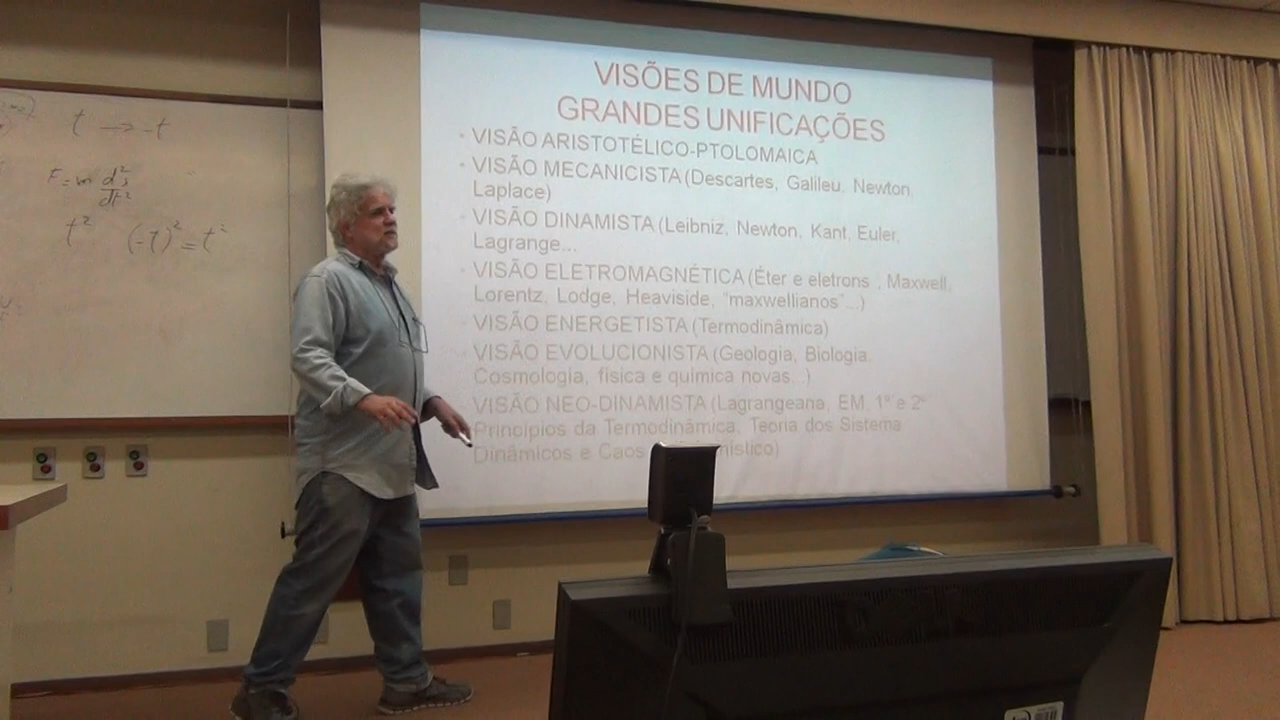 t → -t
F = m d²s/dt²
t² (-t)² = t²
VISÕES DE MUNDO
GRANDES UNIFICAÇÕES
• VISÃO ARISTOTÉLICO-PTOLOMAICA
• VISÃO MECANICISTA (Descartes, Galileu, Newton,
Laplace)
• VISÃO DINAMISTA (Leibniz, Newton, Kant, Euler,
Lagrange...
• VISÃO ELETROMAGNÉTICA (Éter e eletrons , Maxwell,
Lorentz, Lodge, Heaviside, "maxwellianos"...)
• VISÃO ENERGETISTA (Termodinâmica)
• VISÃO EVOLUCIONISTA (Geologia, Biologia,
Cosmologia, física e química novas...)
• VISÃO NEO-DINAMISTA (Lagrangeana, EM, 1º e 2º
Princípios da Termodinâmica, Teoria dos Sistema
Dinâmicos e Caos